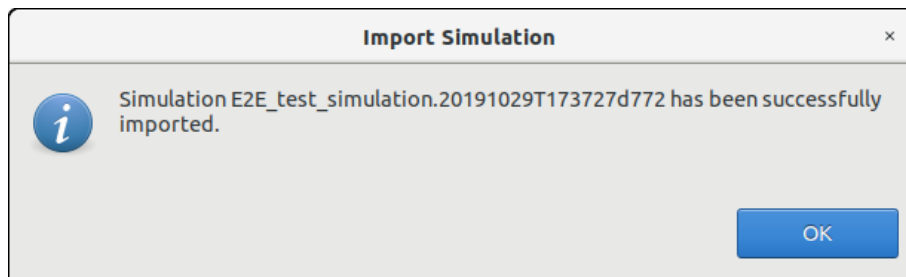 Import Simulation
×
Simulation E2E_test_simulation.20191029T173727d772 has been successfully
imported.
OK